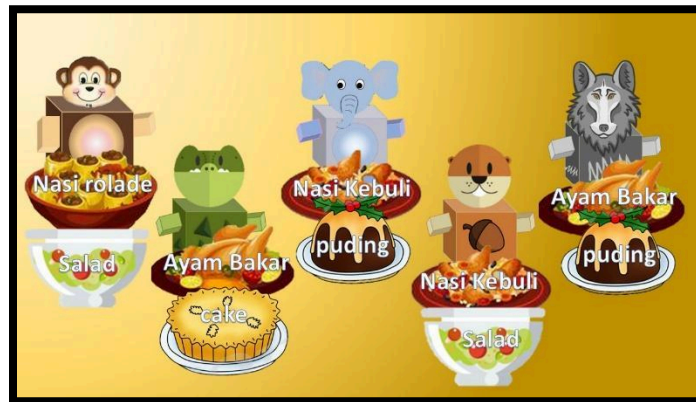 Nasi rolade
Salad
Ayam Bakar
cake
Nasi Kebuli
puding
Nasi Kebuli
Salad
Ayam Bakar
puding